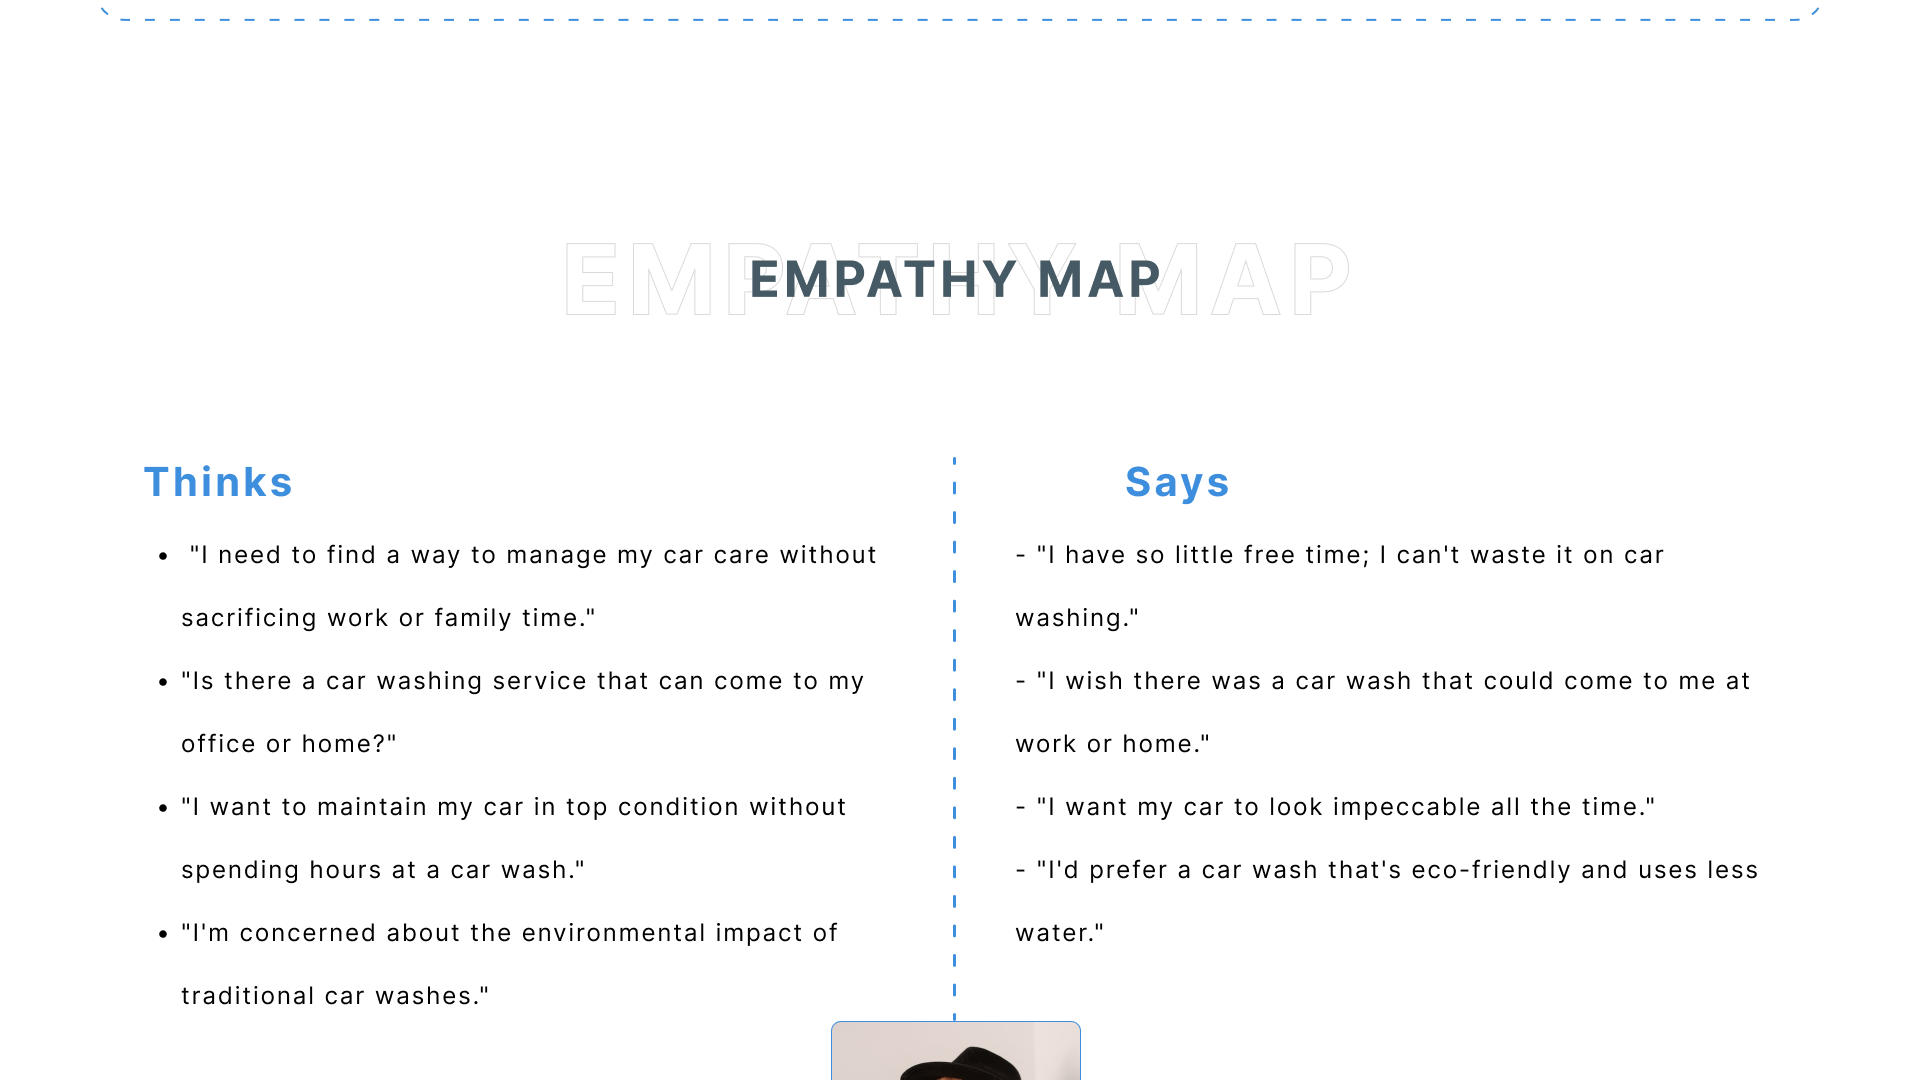 EMPATHY MAP
EMPATHY MAP
Thinks
• "I need to find a way to manage my car care without
sacrificing work or family time."
• "Is there a car washing service that can come to my
office or home?"
• "I want to maintain my car in top condition without
spending hours at a car wash."
• "I'm concerned about the environmental impact of
traditional car washes."
Says
- "I have so little free time; I can't waste it on car
washing."
- "I wish there was a car wash that could come to me at
work or home."
- "I want my car to look impeccable all the time."
- "I'd prefer a car wash that's eco-friendly and uses less
water."